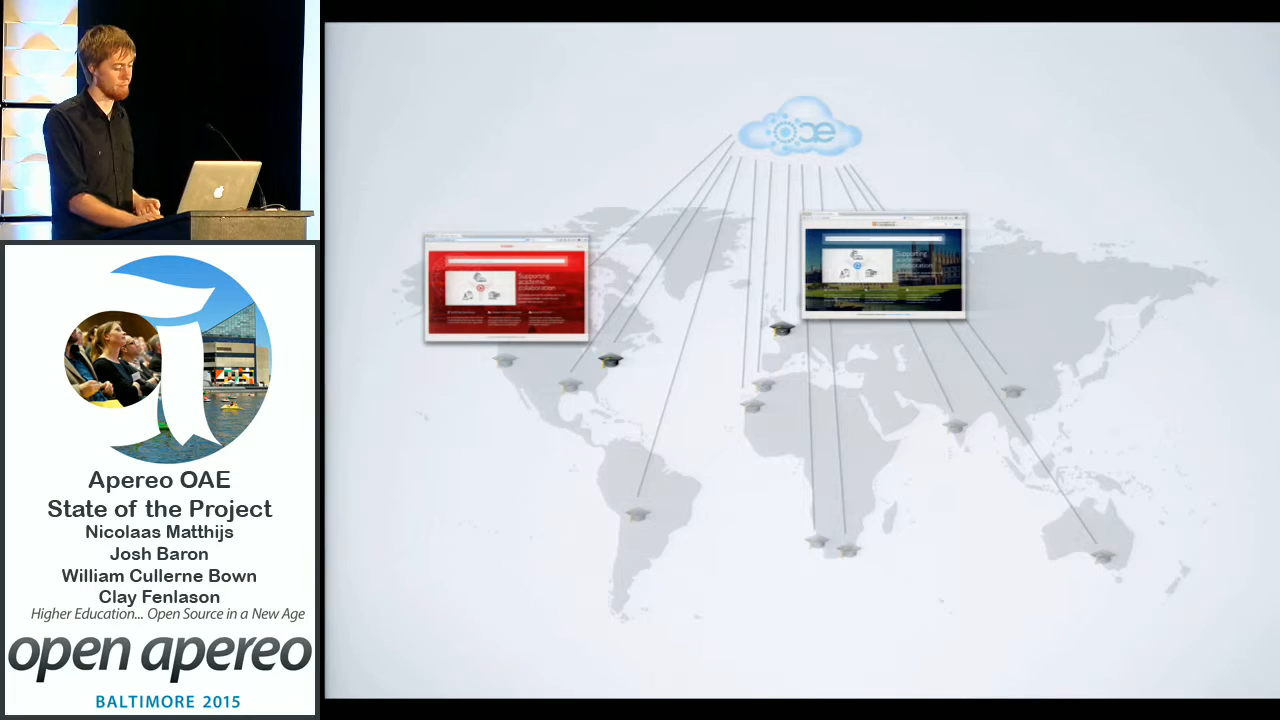 oae
Supporting
academic
collaboration
Supporting
academic
collaboration
Apereo OAE
State of the Project
Nicolaas Matthijs
Josh Baron
William Cullerne Bown
Clay Fenlason
Higher Education... Open Source in a New Age
open apereo
BALTIMORE 2015